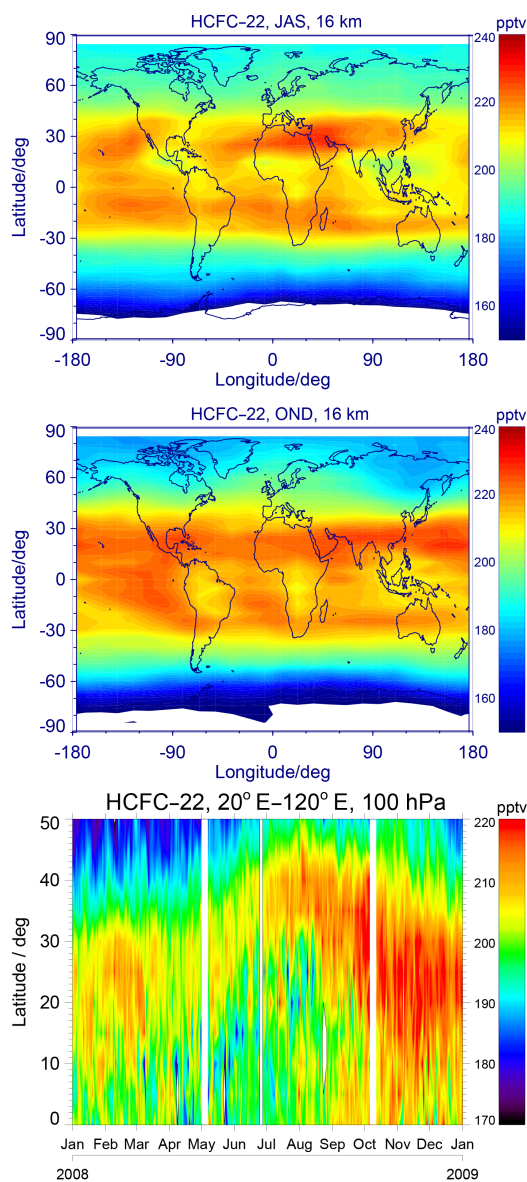 HCFC−22, JAS, 16 km
pptv
90
60
30
0
-30
-60
-90
Latitude/deg
-180 -90 0 90 180
Longitude/deg
240
220
200
180
160
HCFC−22, OND, 16 km
pptv
90
60
30
0
-30
-60
-90
Latitude/deg
-180 -90 0 90 180
Longitude/deg
240
220
200
180
160
HCFC−22, 20° E−120° E, 100 hPa
pptv
50
40
30
20
10
0
Latitude / deg
220
210
200
190
180
170
Jan Feb Mar Apr May Jun Jul Aug Sep Oct Nov Dec Jan
2008 2009